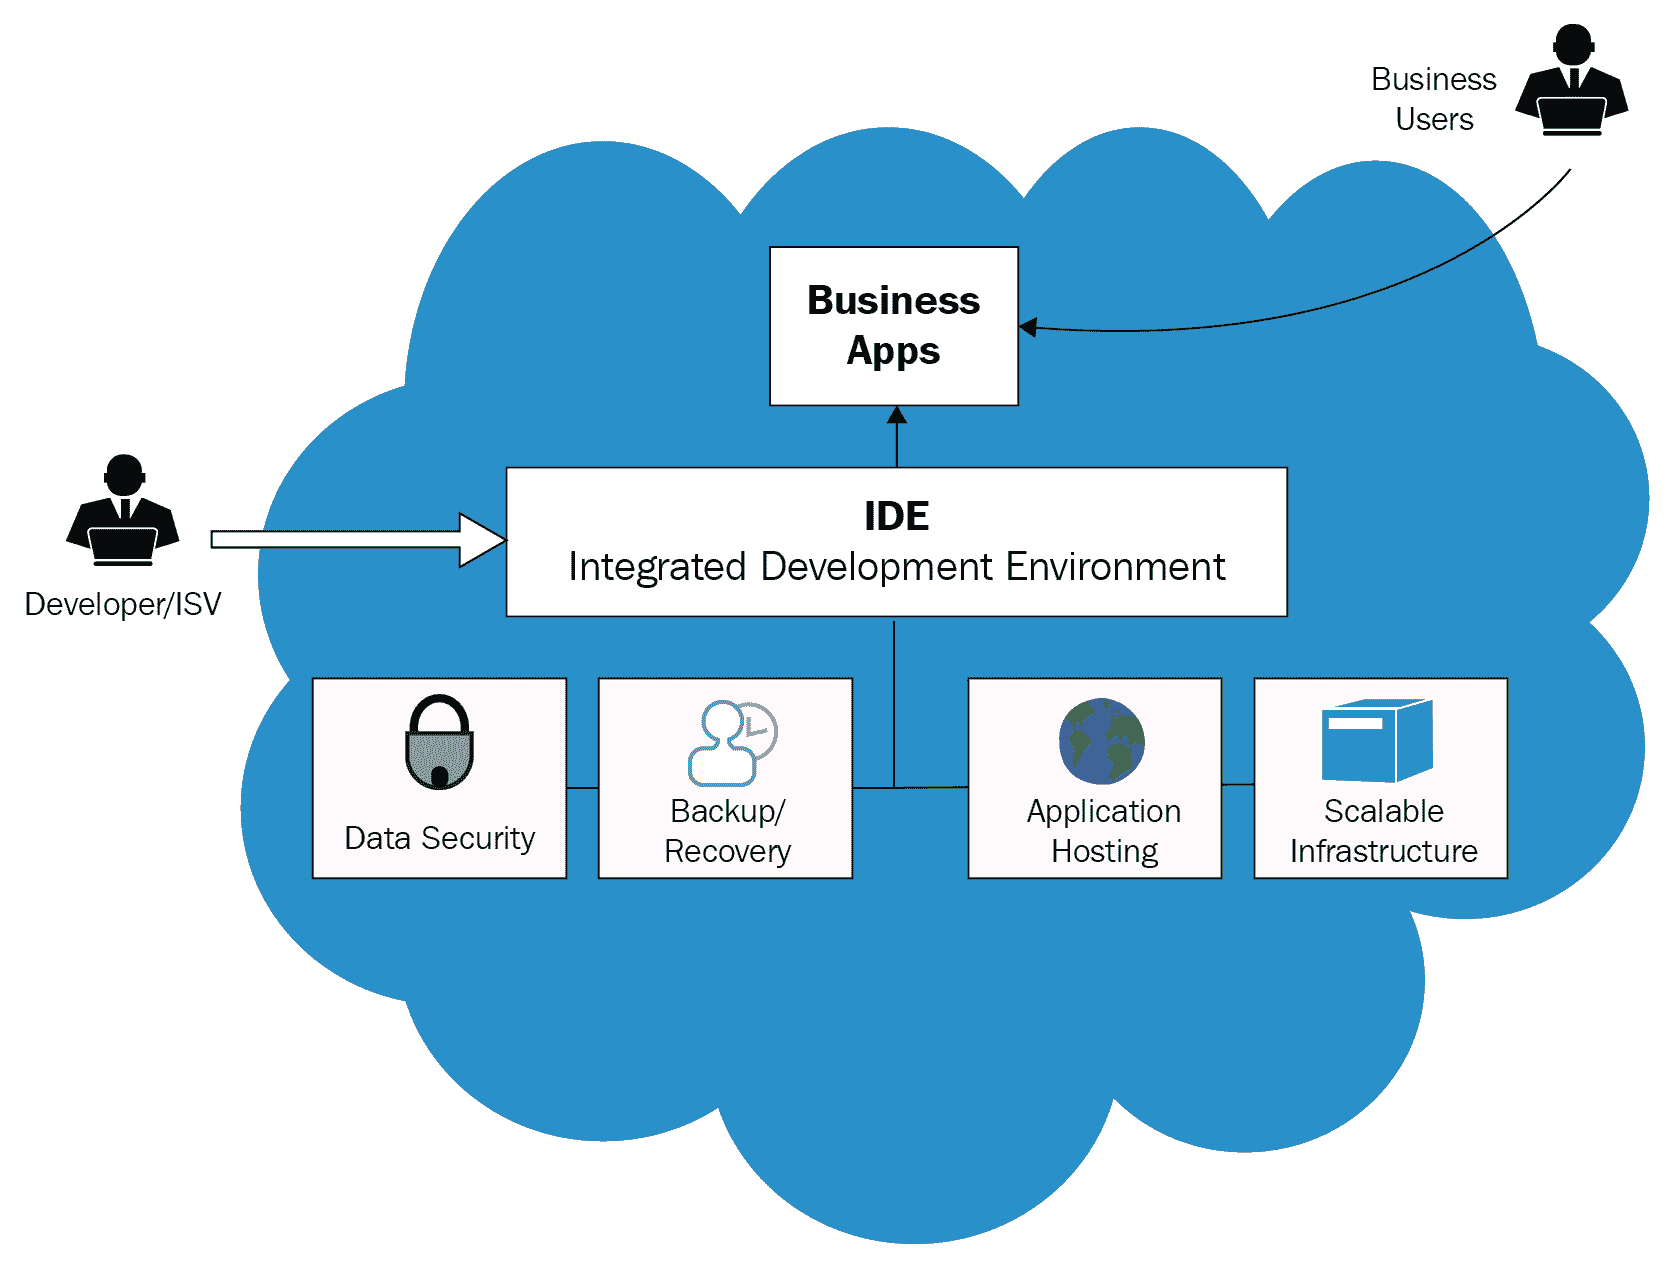 Business
Users
Business
Apps
IDE
Integrated Development Environment
Developer/ISV
Data Security
Backup/
Recovery
Application
Hosting
Scalable
Infrastructure